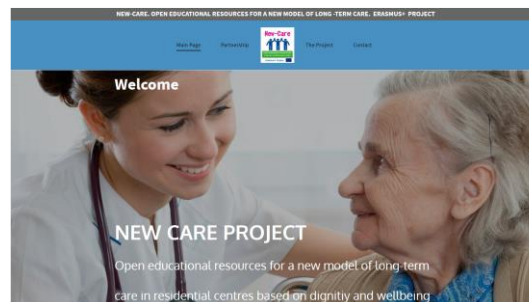 NEW-CARE. OPEN EDUCATIONAL RESOURCES FOR A NEW MODEL OF LONG -TERM CARE. ERASMUS+ PROJECT
Main Page
Partnership
New-Care
The Project
Contact
Welcome
NEW CARE PROJECT
Open educational resources for a new model of long-term
care in residential centres based on dignitiy and wellbeing